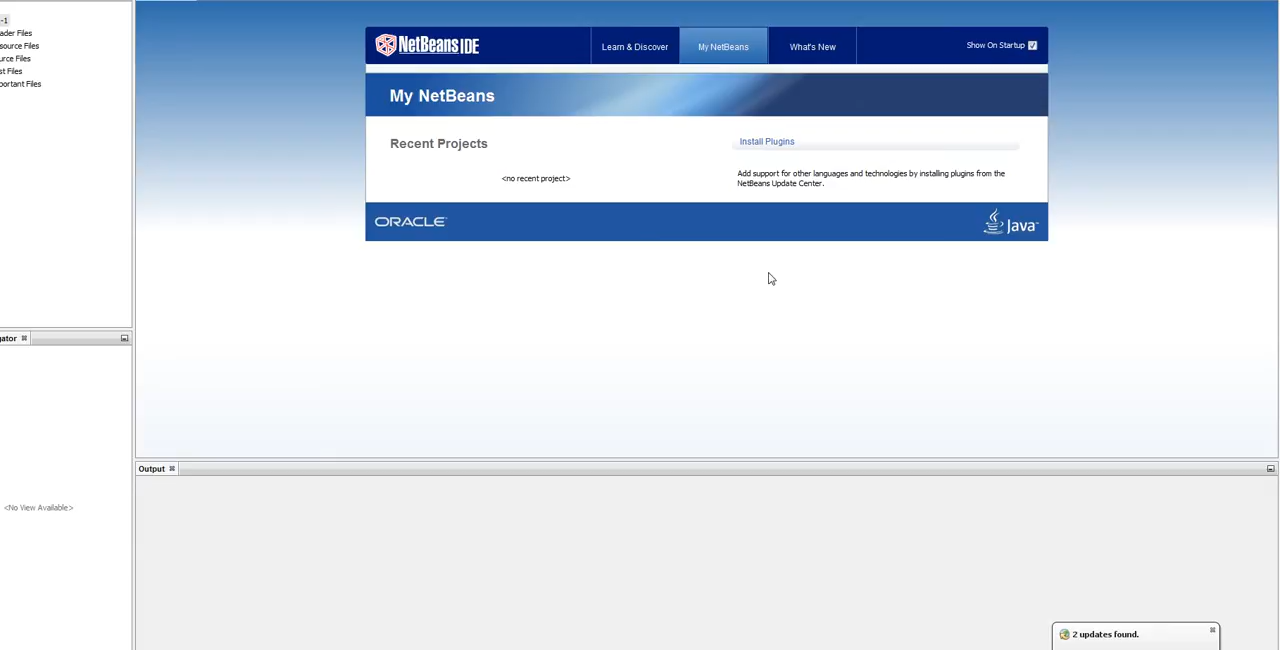 -1
ader Files
source Files
urce Files
st Files
portant Files
NetBeans IDE
Learn & Discover
My NetBeans
What's New
Show On Startup
My NetBeans
Recent Projects
<no recent project>
Install Plugins
Add support for other languages and technologies by installing plugins from the
NetBeans Update Center.
ORACLE
Java
gator
<No View Available>
Output
2 updates found.